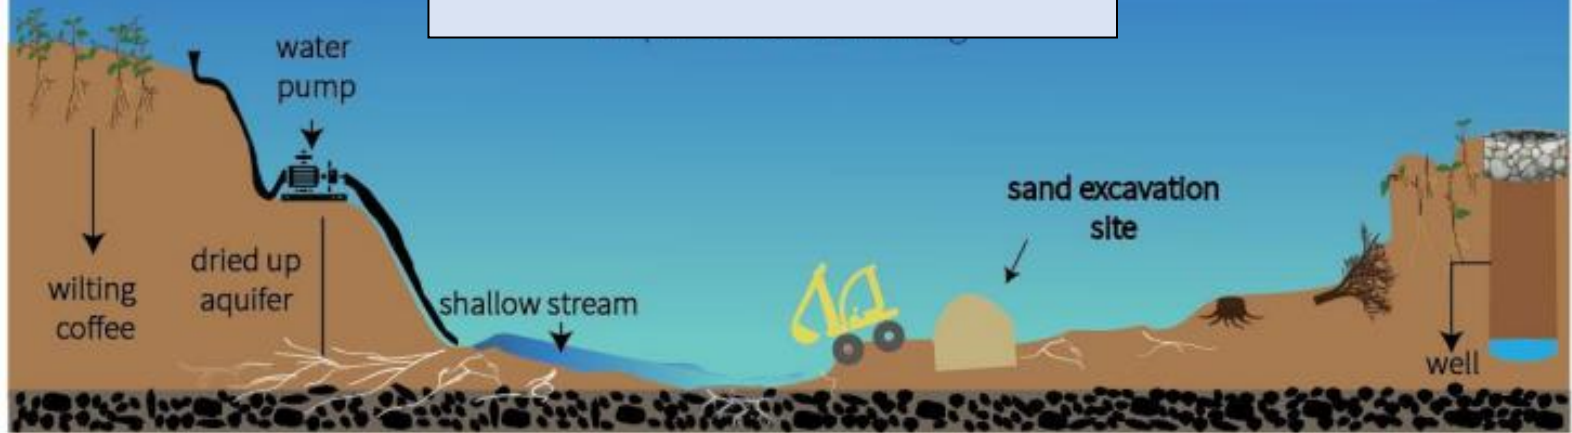 water
pump
sand excavation
site
dried up
aquifer
wilting
coffee
shallow stream
well